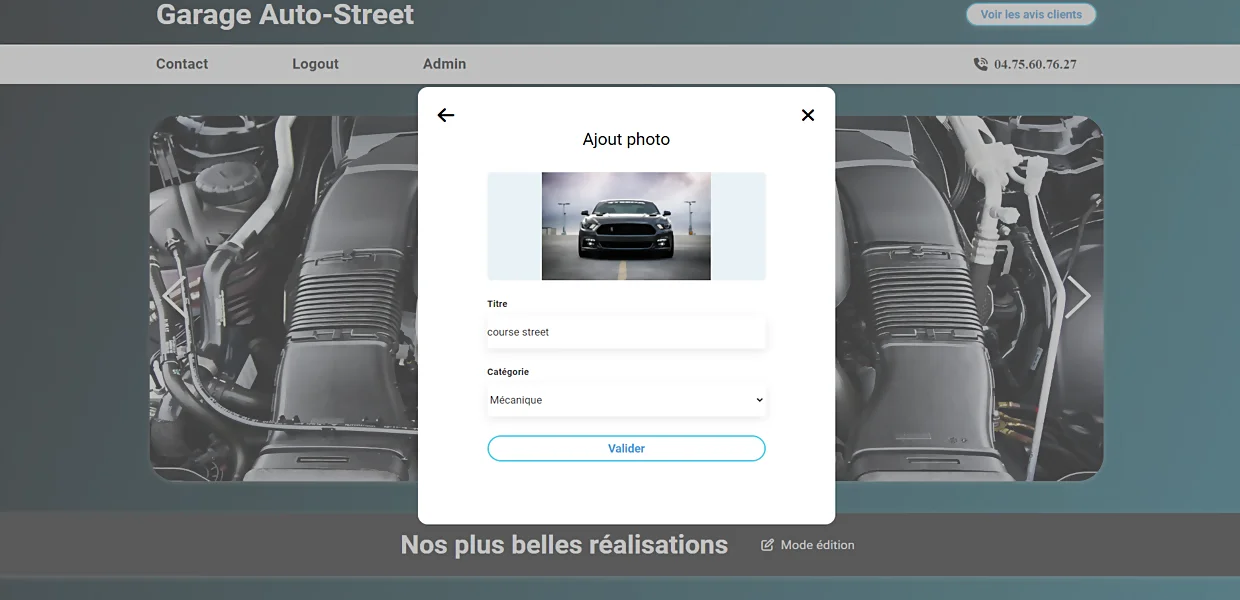 Garage Auto-Street
Voir les avis clients
Contact
Logout
Admin
04.75.60.76.27
Ajout photo
Titre
course street
Catégorie
Mécanique
Valider
Nos plus belles réalisations
Mode édition